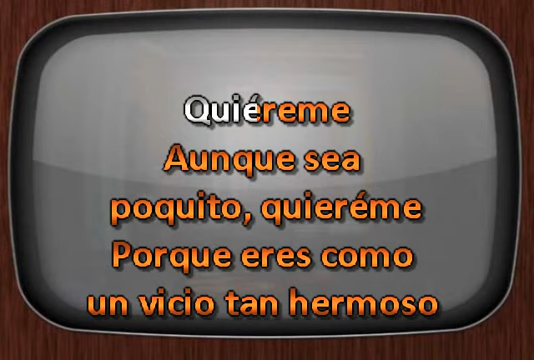 Quiéreme
Aunque sea
poquito, quieréme
Porque eres como
un vicio tan hermoso